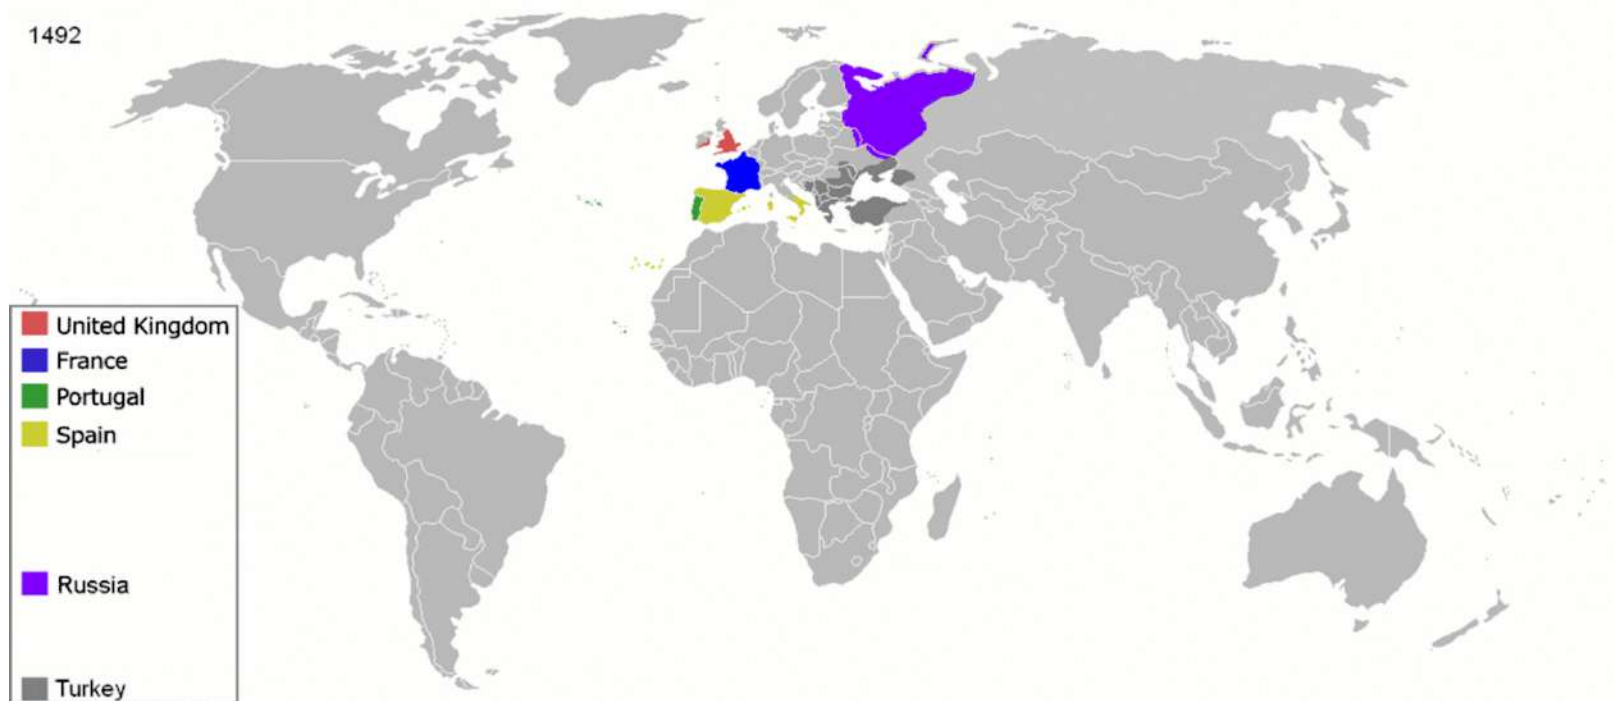 1492
United Kingdom
France
Portugal
Spain
Russia
Turkey